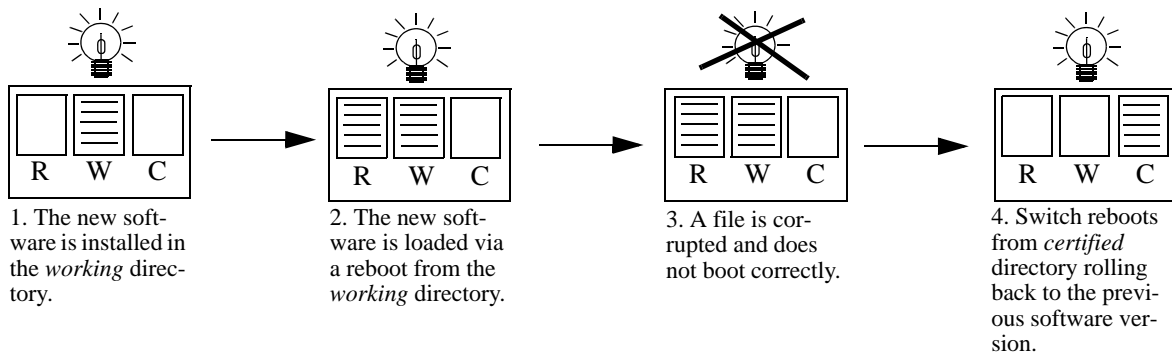 R W C
1. The new soft-
ware is installed in
the working direc-
tory.
R W C
2. The new soft-
ware is loaded via
a reboot from the
working directory.
R W C
3. A file is cor-
rupted and does
not boot correctly.
R W C
4. Switch reboots
from certified
directory rolling
back to the previ-
ous software ver-
sion.